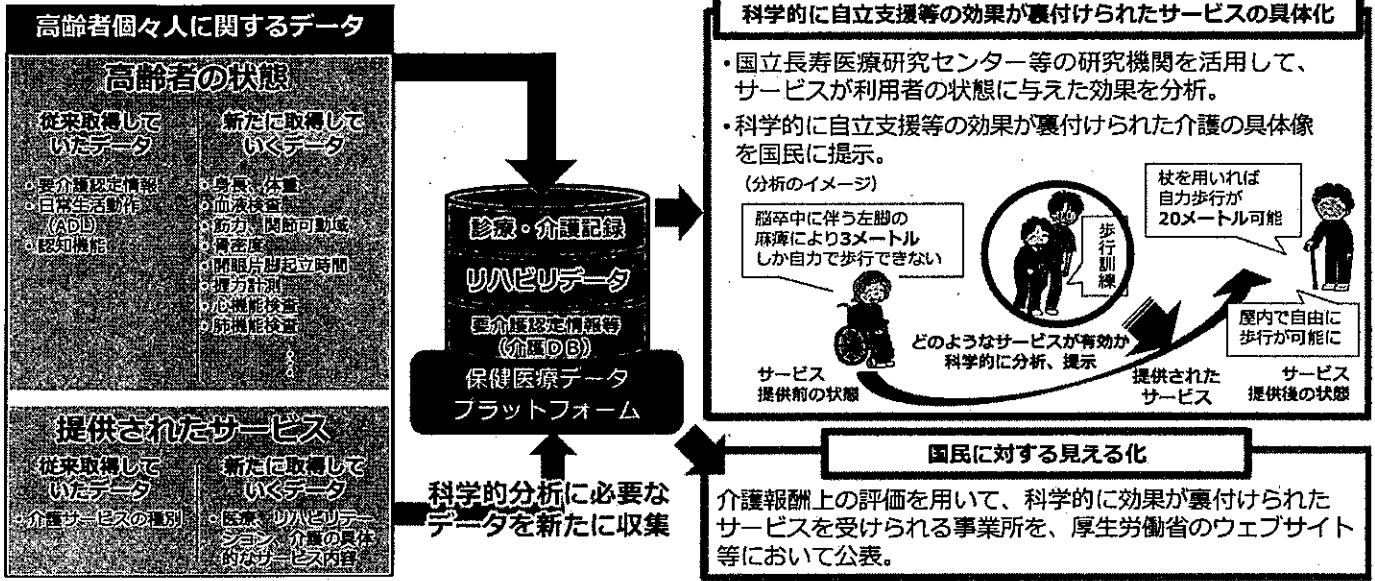 高齢者個々人に関するデータ
高齢者の状態
従来取得して
いたデータ
・要介護認定情報
・日常生活動作
(ADL)
・認知機能
新たに取得して
いくデータ
・身長、体重
・血液検査
・筋力、関節可動域
・骨密度
・開眼片脚起立時間
・握力計測
・心機能検査
・肺機能検査
提供されたサービス
従来取得して
いたデータ
・介護サービスの種別
新たに取得して
いくデータ
・医療、リハビリテー
ション、介護の具体
的なサービス内容
診療・介護記録
リハビリデータ
要介護認定情報等
(介護DB)
保健医療データ
プラットフォーム
科学的分析に必要な
データを新たに収集
科学的に自立支援等の効果が裏付けられたサービスの具体化
・国立長寿医療研究センター等の研究機関を活用して、
サービスが利用者の状態に与えた効果を分析。
・科学的に自立支援等の効果が裏付けられた介護の具体像
を国民に提示。
(分析のイメージ)
脳卒中に伴う左脚の
麻痺により3メートル
しか自力で歩行できない
歩行訓練
杖を用いれば
自力歩行が
20メートル可能
屋内で自由に
歩行が可能に
どのようなサービスが有効か
科学的に分析、提示
サービス
提供前の状態
提供された
サービス
サービス
提供後の状態
国民に対する見える化
介護報酬上の評価を用いて、科学的に効果が裏付けられた
サービスを受けられる事業所を、厚生労働省のウェブサイト
等において公表。